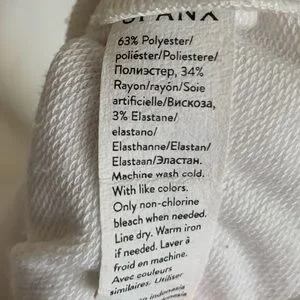 SPANX
63% Polyester/
poliéster/Poliestere/
Полиэстер, 34%
Rayon/rayón/Soie
artificielle/Вискоза,
3% Elastane/
elastano/
Elasthanne/Elastan/
Elastaan/Эластан.
Machine wash cold.
With like colors.
Only non-chlorine
bleach when needed.
Line dry. Warm iron
if needed. Laver à
froid en machine.
Avec couleurs
similaires. Utiliser